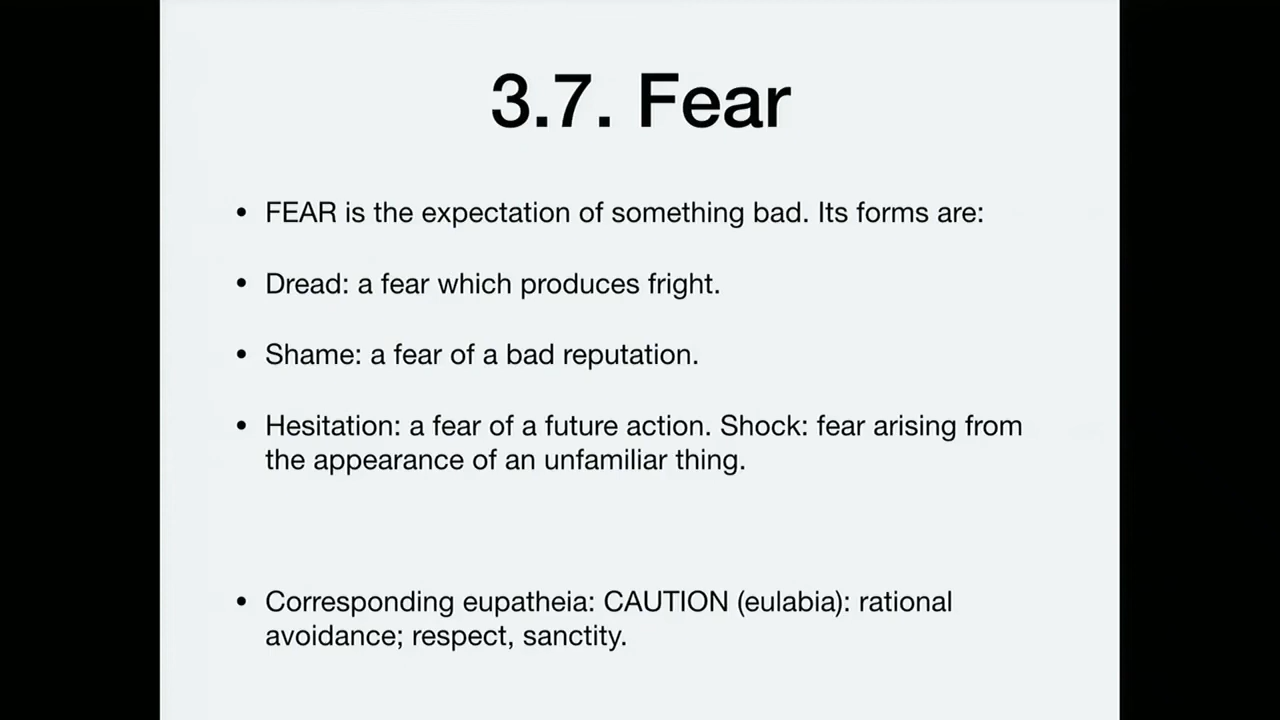 3.7. Fear
• FEAR is the expectation of something bad. Its forms are:
• Dread: a fear which produces fright.
• Shame: a fear of a bad reputation.
• Hesitation: a fear of a future action. Shock: fear arising from
the appearance of an unfamiliar thing.
• Corresponding eupatheia: CAUTION (eulabia): rational
avoidance; respect, sanctity.